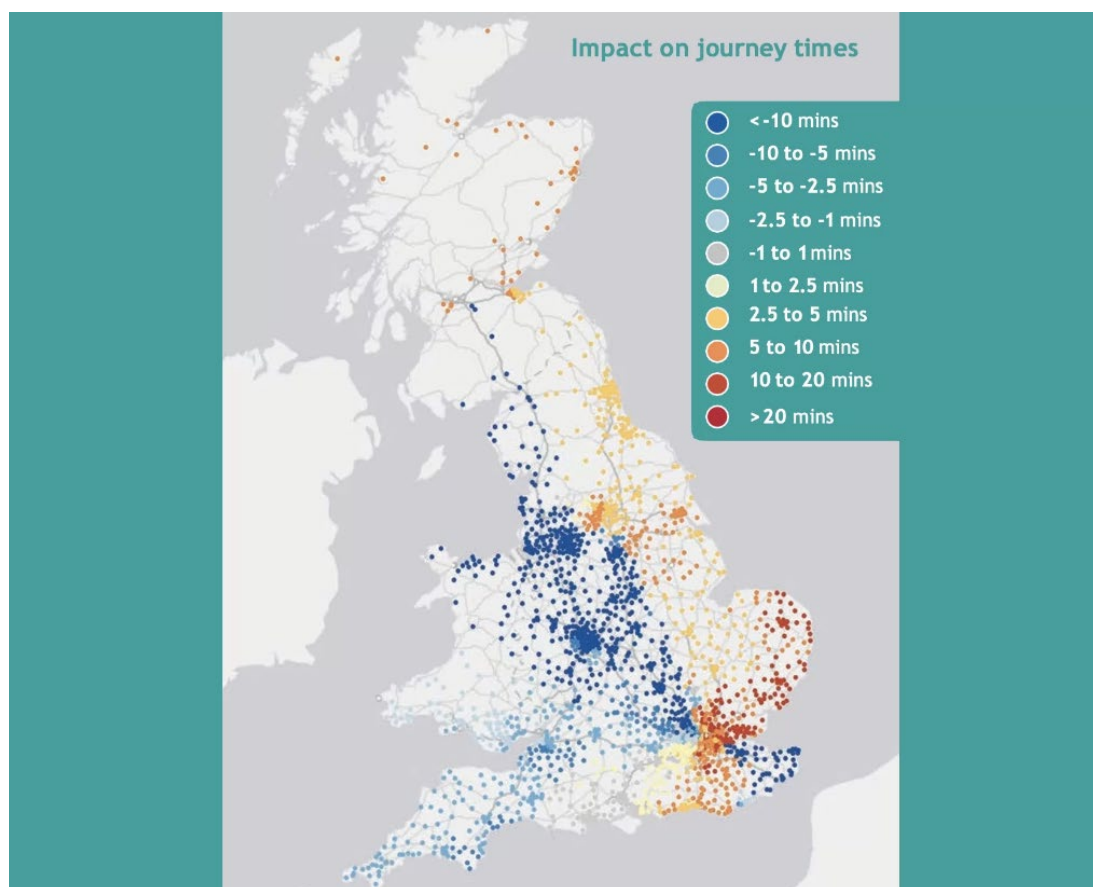 Impact on journey times
<-10 mins
-10 to -5 mins
-5 to -2.5 mins
-2.5 to -1 mins
-1 to 1 mins
1 to 2.5 mins
2.5 to 5 mins
5 to 10 mins
10 to 20 mins
>20 mins